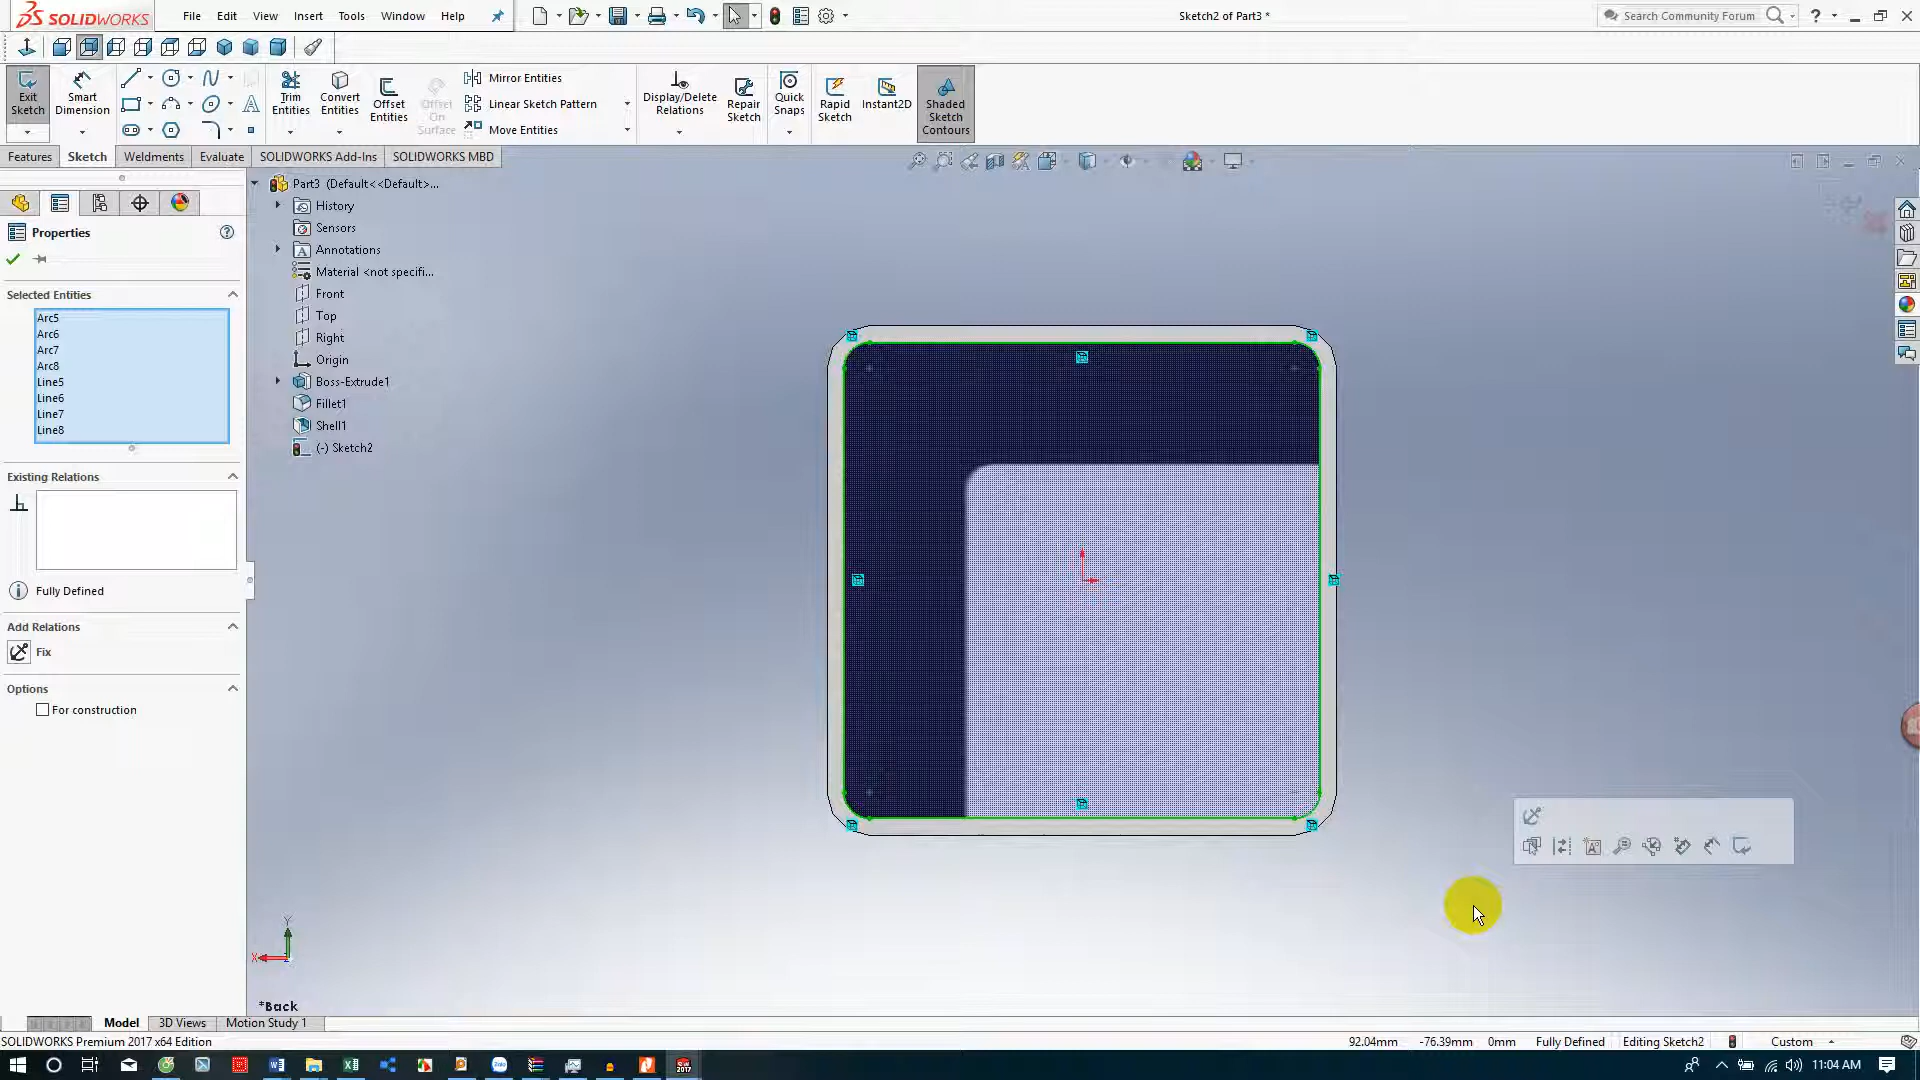 SOLIDWORKS
File Edit View Insert Tools Window Help
Sketch2 of Part3 *
Search Community Forum
Exit Sketch
Smart Dimension
Trim Entities
Convert Entities
Offset Entities
Offset On Surface
Mirror Entities
Linear Sketch Pattern
Move Entities
Display/Delete Relations
Repair Sketch
Quick Snaps
Rapid Sketch
Instant2D
Shaded Sketch Contours
Features Sketch Weldments Evaluate SOLIDWORKS Add-Ins SOLIDWORKS MBD
Properties
Selected Entities
Arc5
Arc6
Arc7
Arc8
Line5
Line6
Line7
Line8
Existing Relations
Fully Defined
Add Relations
Fix
Options
For construction
Part3 (Default<<Default>...
History
Sensors
Annotations
Material <not specifi...
Front
Top
Right
Origin
Boss-Extrude1
Fillet1
Shell1
(-) Sketch2
Y
X
*Back
Model 3D Views Motion Study 1
SOLIDWORKS Premium 2017 x64 Edition
92.04mm -76.39mm 0mm Fully Defined Editing Sketch2 Custom
11:04 AM